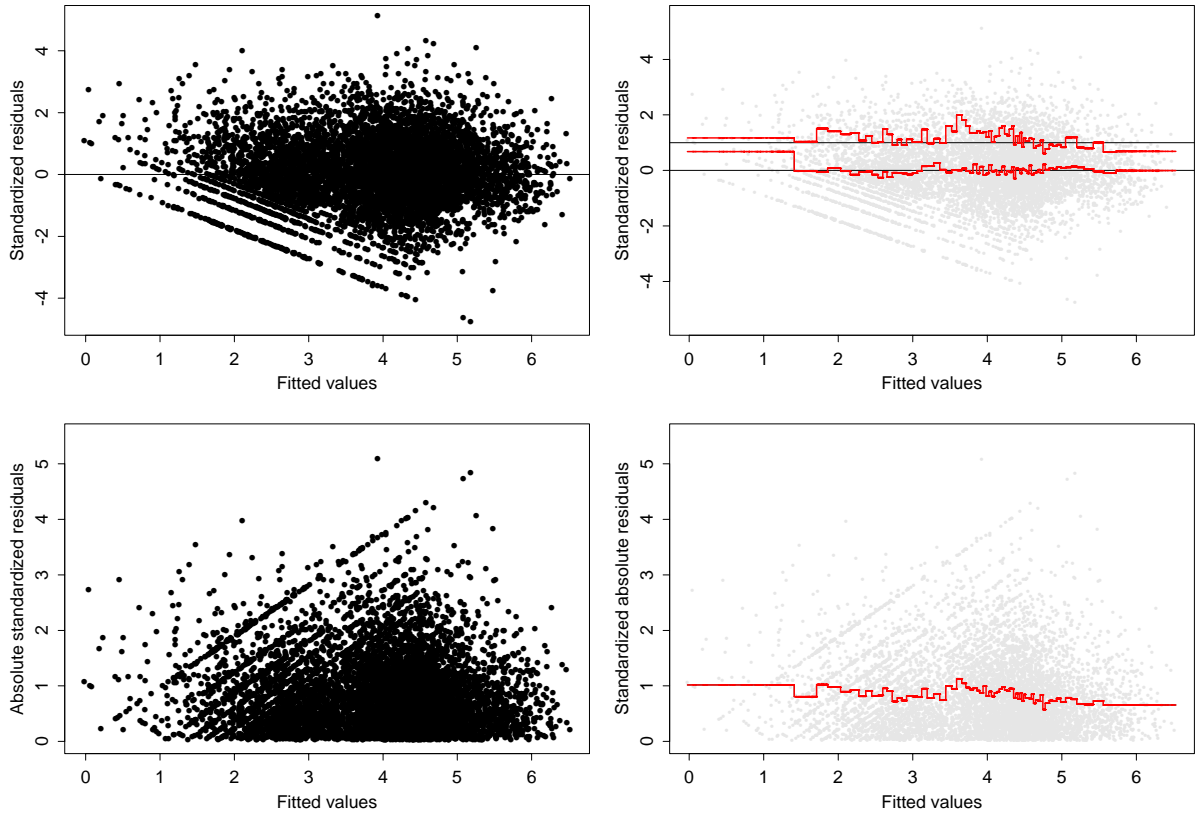 Standardized residuals
4
2
0
-2
-4
0 1 2 3 4 5 6
Fitted values
Standardized residuals
4
2
0
-2
-4
0 1 2 3 4 5 6
Fitted values
Absolute standardized residuals
5
4
3
2
1
0
0 1 2 3 4 5 6
Fitted values
Standardized absolute residuals
5
4
3
2
1
0
0 1 2 3 4 5 6
Fitted values